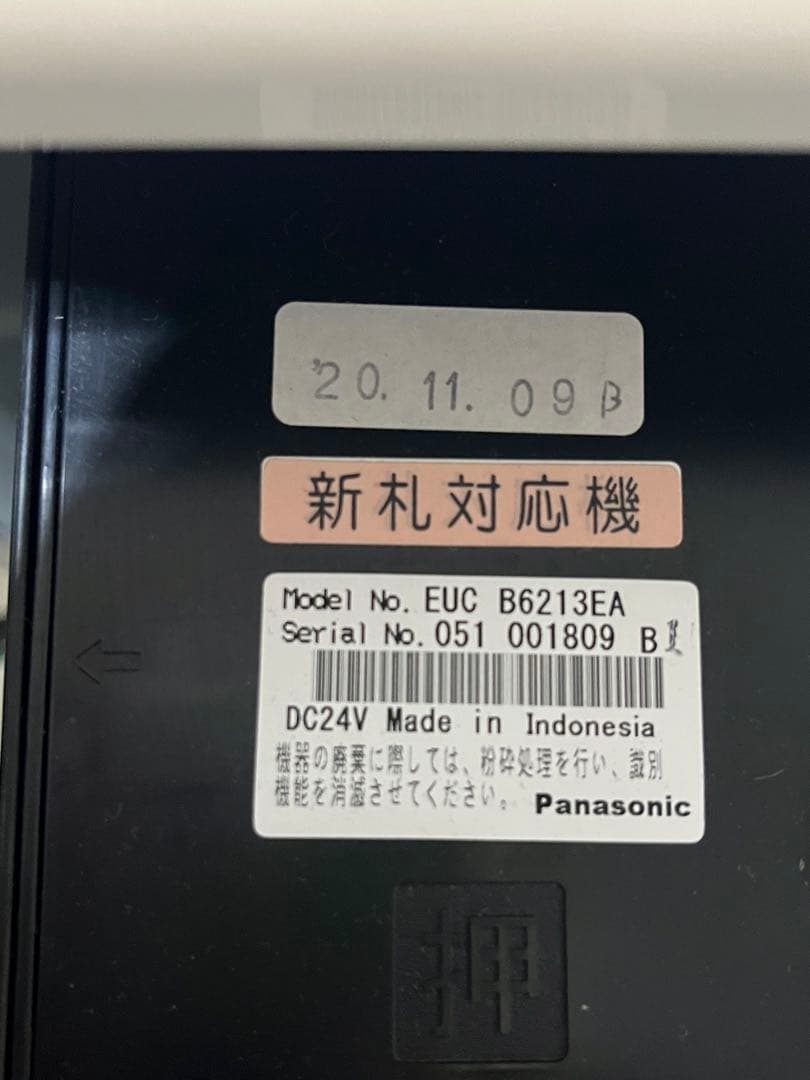 '20. 11. 09 β
新札対応機
Model No. EUC B6213EA
Serial No. 051 001809 B
DC24V Made in Indonesia
機器の廃棄に際しては、粉砕処理を行い、識別
機能を消滅させてください。 Panasonic
押